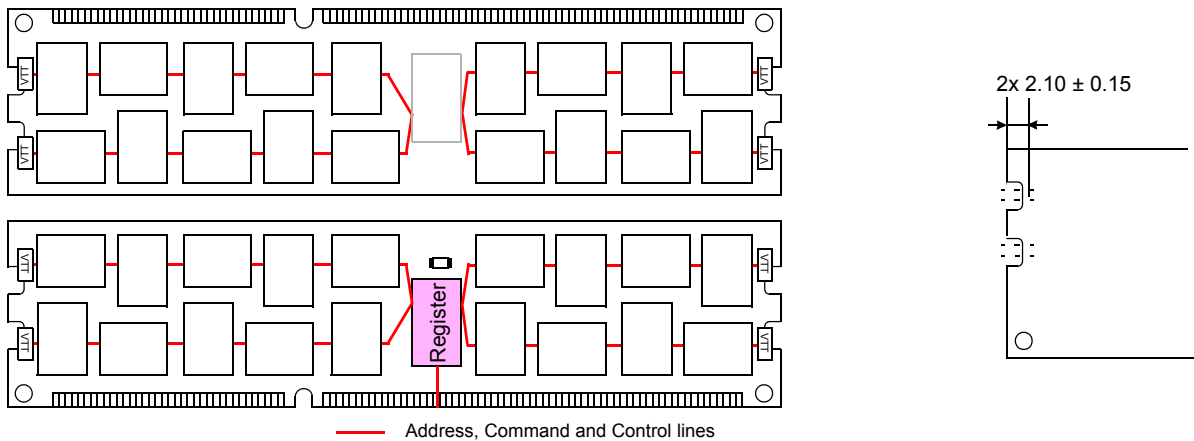 VTT
VTT
VTT
VTT
2x 2.10 ± 0.15
VTT
VTT
Register
VTT
VTT
Address, Command and Control lines